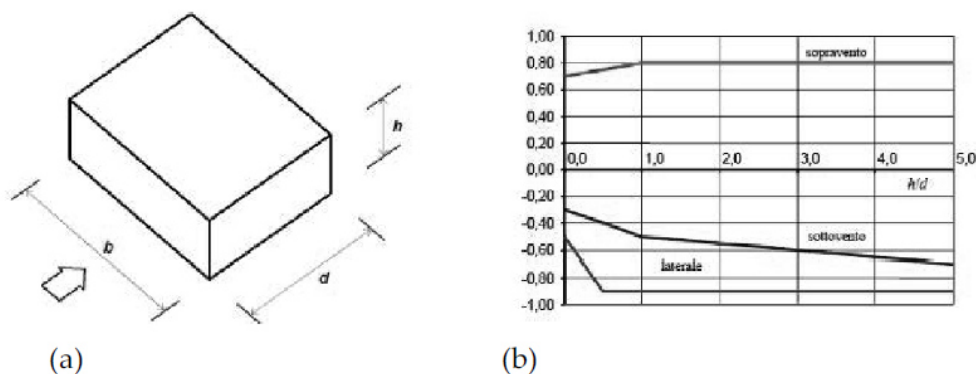 h
b
d
(a)
1,00
0,80
0,60
0,40
0,20
0,00
-0,20
-0,40
-0,60
-0,80
-1,00
sopravento
0,0 1,0 2,0 3,0 4,0 5,0
h/d
sottovento
laterale
(b)